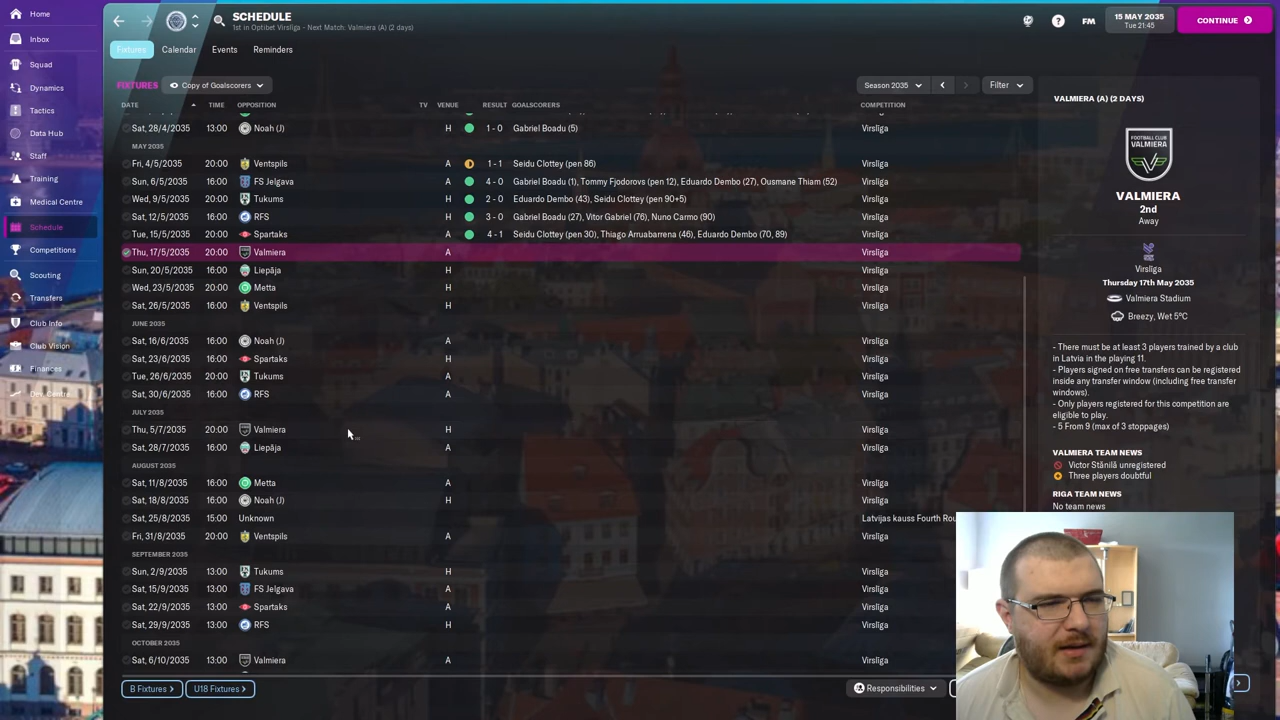 SCHEDULE
1st in Optibet Virslīga - Next Match: Valmiera (A) (2 days)
FM
15 MAY 2035
Tue 21:45
CONTINUE
Home
Inbox
Squad
Dynamics
Tactics
Data Hub
Staff
Training
Medical Centre
Schedule
Competitions
Scouting
Transfers
Club Info
Club Vision
Finances
Dev. Centre
Fixtures Calendar Events Reminders
FIXTURES Copy of Goalscorers Season 2035 Filter
DATE TIME OPPOSITION TV VENUE RESULT GOALSCORERS COMPETITION
Sat, 28/4/2035 13:00 Noah (J) H 1 - 0 Gabriel Boadu (5) Virslīga
MAY 2035
Fri, 4/5/2035 20:00 Ventspils A 1 - 1 Seidu Clottey (pen 86) Virslīga
Sun, 6/5/2035 16:00 FS Jelgava A 4 - 0 Gabriel Boadu (1), Tommy Fjodorovs (pen 12), Eduardo Dembo (27), Ousmane Thiam (52) Virslīga
Wed, 9/5/2035 20:00 Tukums H 2 - 0 Eduardo Dembo (43), Seidu Clottey (pen 90+5) Virslīga
Sat, 12/5/2035 16:00 RFS H 3 - 0 Gabriel Boadu (27), Vitor Gabriel (76), Nuno Carmo (90) Virslīga
Tue, 15/5/2035 20:00 Spartaks A 4 - 1 Seidu Clottey (pen 30), Thiago Arruabarrena (46), Eduardo Dembo (70, 89) Virslīga
Thu, 17/5/2035 20:00 Valmiera A Virslīga
Sun, 20/5/2035 16:00 Liepāja H Virslīga
Wed, 23/5/2035 20:00 Metta H Virslīga
Sat, 26/5/2035 16:00 Ventspils H Virslīga
JUNE 2035
Sat, 16/6/2035 16:00 Noah (J) A Virslīga
Sat, 23/6/2035 16:00 Spartaks H Virslīga
Tue, 26/6/2035 20:00 Tukums A Virslīga
Sat, 30/6/2035 16:00 RFS A Virslīga
JULY 2035
Thu, 5/7/2035 20:00 Valmiera H Virslīga
Sat, 28/7/2035 16:00 Liepāja A Virslīga
AUGUST 2035
Sat, 11/8/2035 16:00 Metta A Virslīga
Sat, 18/8/2035 16:00 Noah (J) H Virslīga
Sat, 25/8/2035 15:00 Unknown Latvijas kauss Fourth Rou
Fri, 31/8/2035 20:00 Ventspils A Virslīga
SEPTEMBER 2035
Sun, 2/9/2035 13:00 Tukums H Virslīga
Sat, 15/9/2035 13:00 FS Jelgava A Virslīga
Sat, 22/9/2035 13:00 Spartaks A Virslīga
Sat, 29/9/2035 13:00 RFS H Virslīga
OCTOBER 2035
Sat, 6/10/2035 13:00 Valmiera A Virslīga
B Fixtures U18 Fixtures Responsibilities
VALMIERA (A) (2 DAYS)
FOOTBALL CLUB
VALMIERA
VALMIERA
2nd
Away
Virslīga
Thursday 17th May 2035
Valmiera Stadium
Breezy, Wet 5°C
- There must be at least 3 players trained by a club
in Latvia in the playing 11.
- Players signed on free transfers can be registered
inside any transfer window (including free transfer
windows).
- Only players registered for this competition are
eligible to play.
- 5 From 9 (max of 3 stoppages)
VALMIERA TEAM NEWS
Victor Stănilă unregistered
Three players doubtful
RIGA TEAM NEWS
No team news